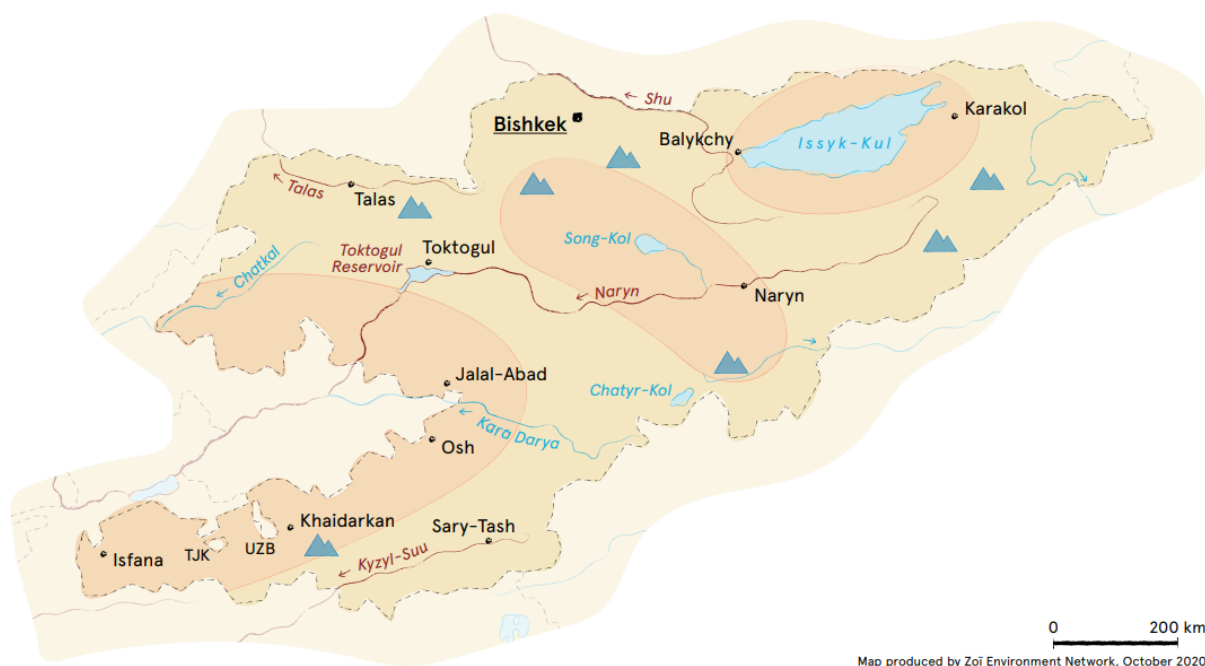 ← Shu
Bishkek
Karakol
Balykchy
Issyk-Kul
← Talas
Talas
Song-Kol
Toktogul
Toktogul
Reservoir
← Chatkal
← Naryn
Naryn
Jalal-Abad
Chatyr-Kol
← Kara Darya
Osh
Khaidarkan
Sary-Tash
UZB
TJK
Isfana
← Kyzyl-Suu
0 200 km
Map produced by Zoï Environment Network, October 2020